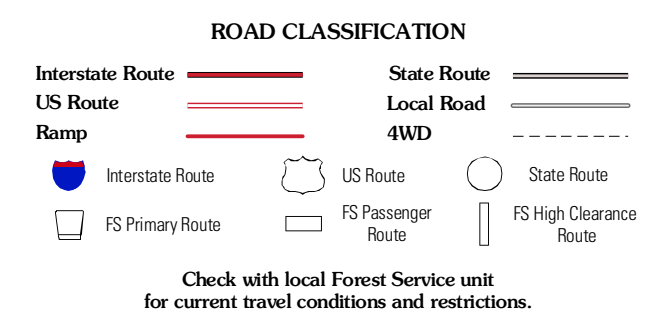 ROAD CLASSIFICATION
Interstate Route
State Route
US Route
Local Road
Ramp
4WD
Interstate Route
US Route
State Route
FS Primary Route
FS Passenger
Route
FS High Clearance
Route
Check with local Forest Service unit
for current travel conditions and restrictions.